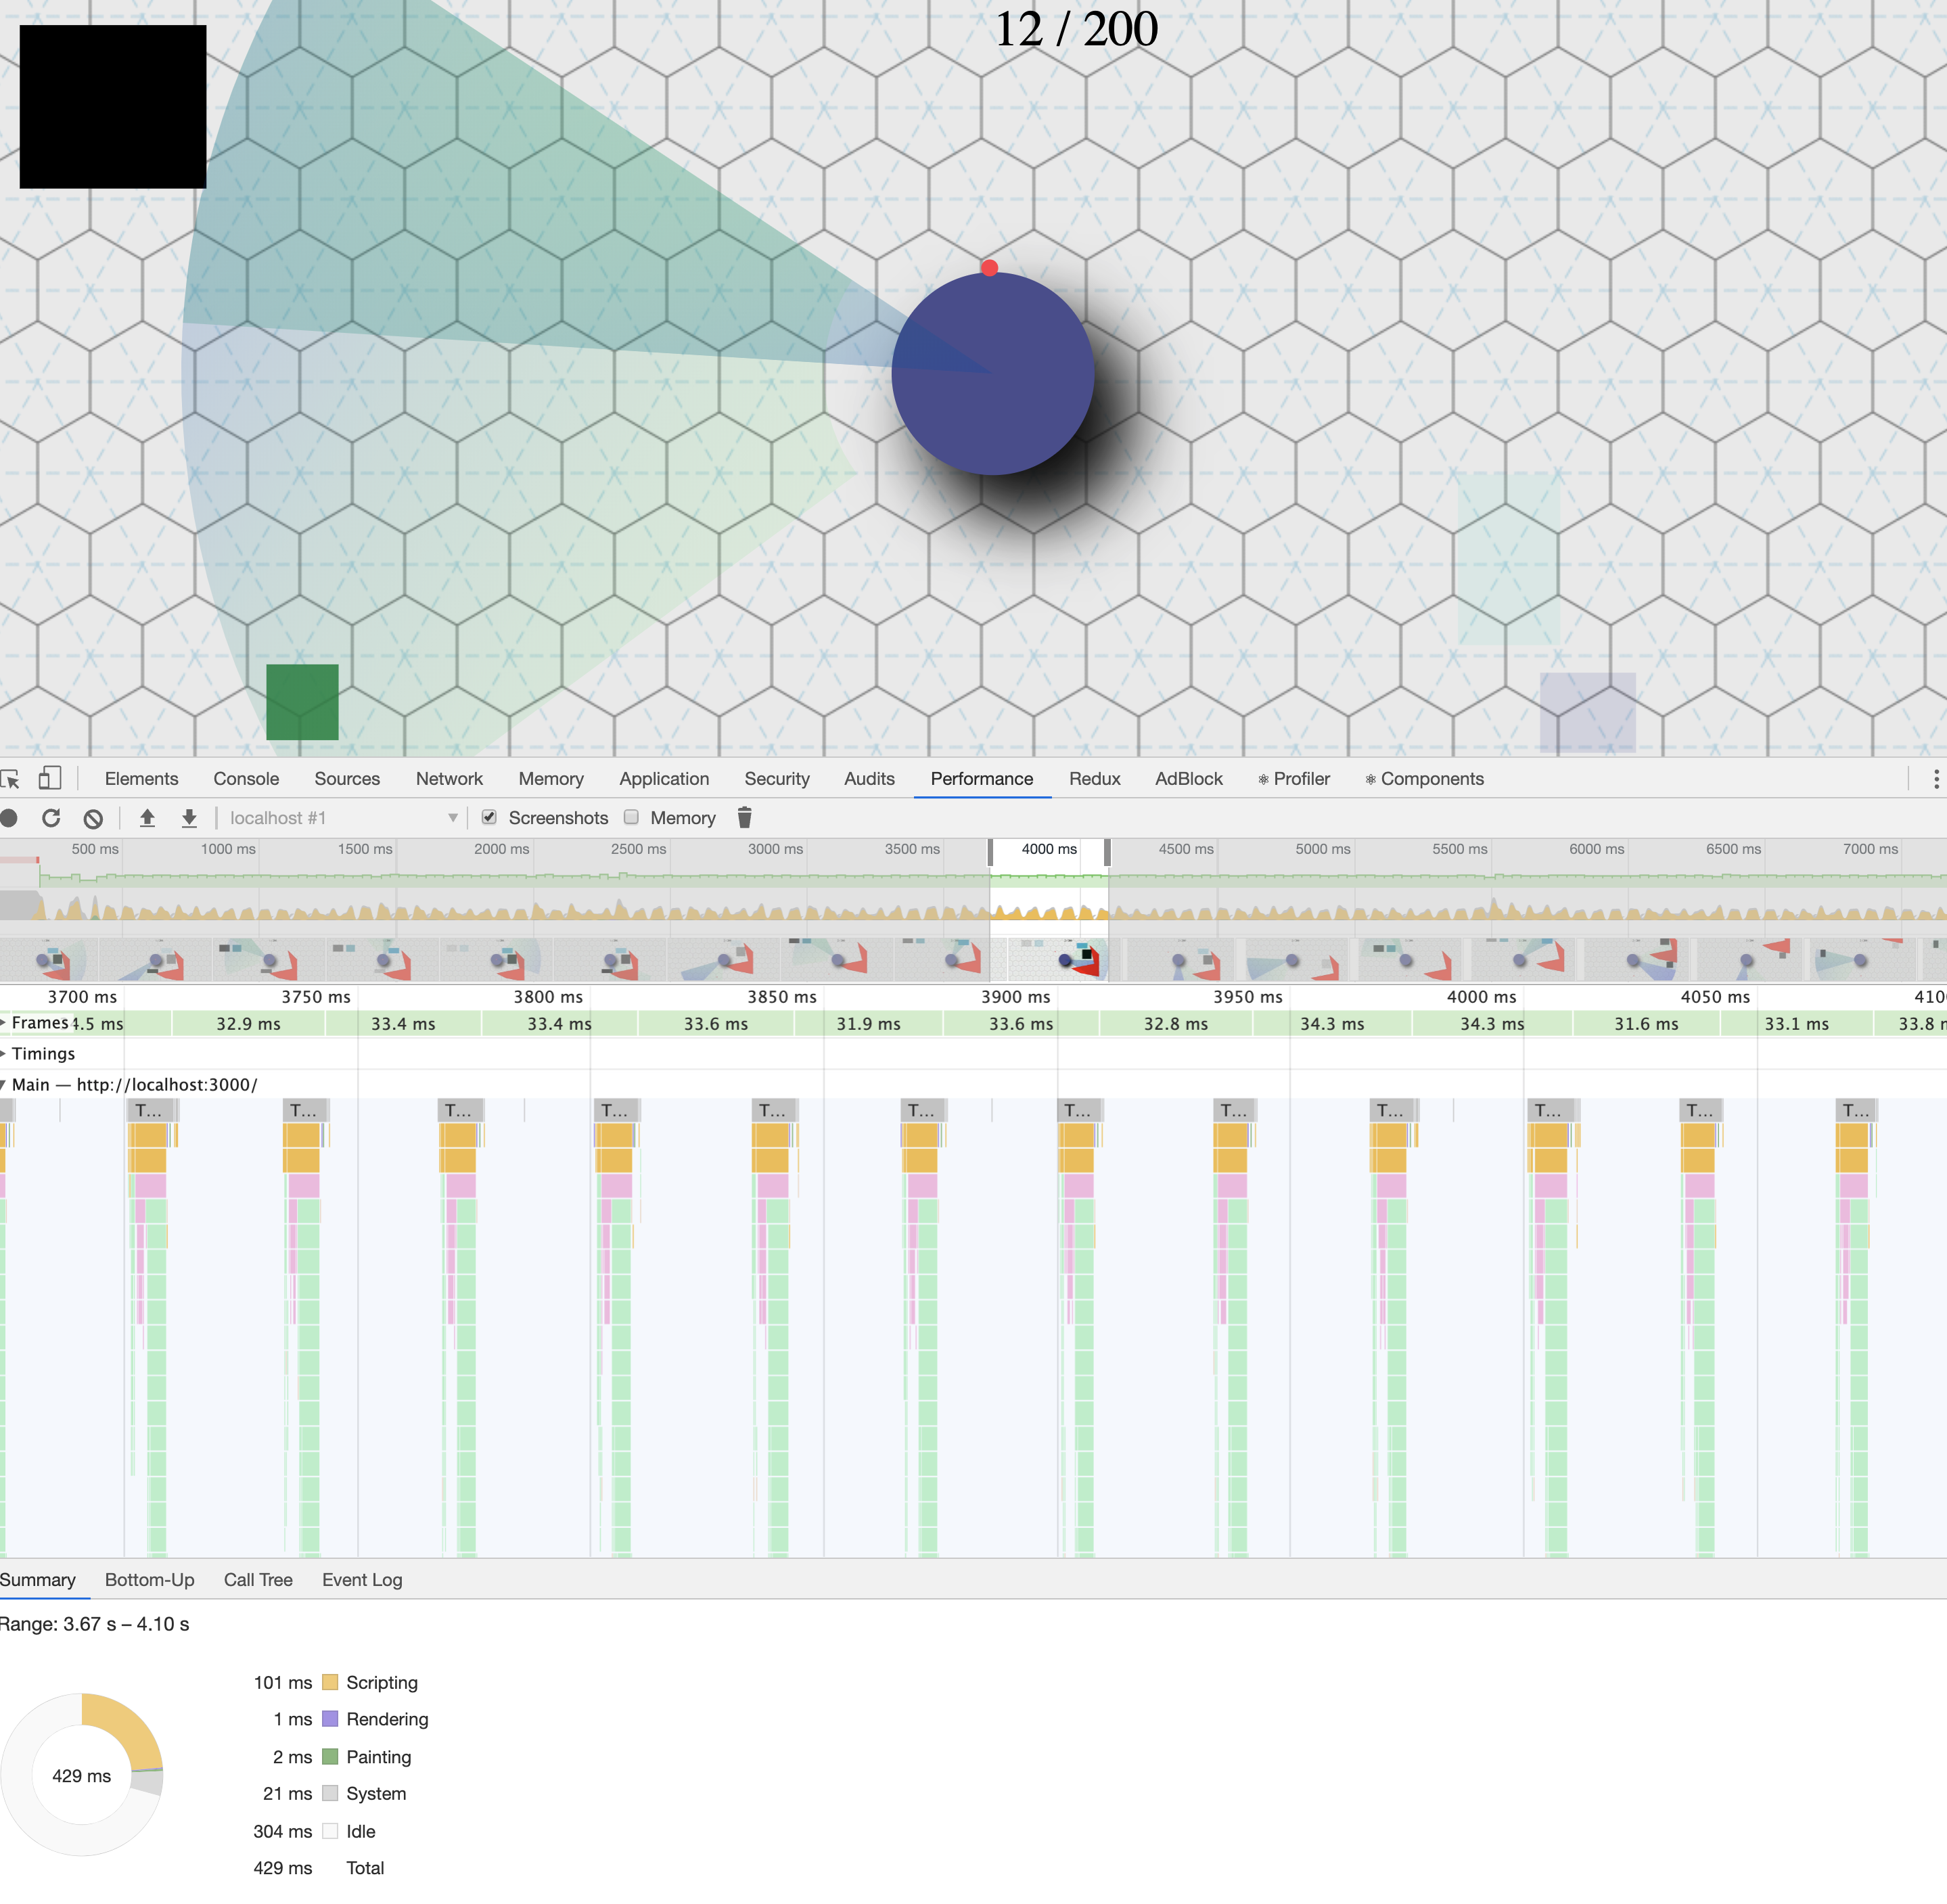 12 / 200
Elements Console Sources Network Memory Application Security Audits Performance Redux AdBlock ⚛ Profiler ⚛ Components
localhost #1 Screenshots Memory
500 ms 1000 ms 1500 ms 2000 ms 2500 ms 3000 ms 3500 ms 4000 ms 4500 ms 5000 ms 5500 ms 6000 ms 6500 ms 7000 ms
3700 ms 3750 ms 3800 ms 3850 ms 3900 ms 3950 ms 4000 ms 4050 ms 410
Frames 4.5 ms 32.9 ms 33.4 ms 33.4 ms 33.6 ms 31.9 ms 33.6 ms 32.8 ms 34.3 ms 34.3 ms 31.6 ms 33.1 ms 33.8 m
Timings
Main — http://localhost:3000/
T... T... T... T... T... T... T... T... T... T... T... T...
Summary Bottom-Up Call Tree Event Log
Range: 3.67 s – 4.10 s
101 ms Scripting
1 ms Rendering
2 ms Painting
429 ms
21 ms System
304 ms Idle
429 ms Total